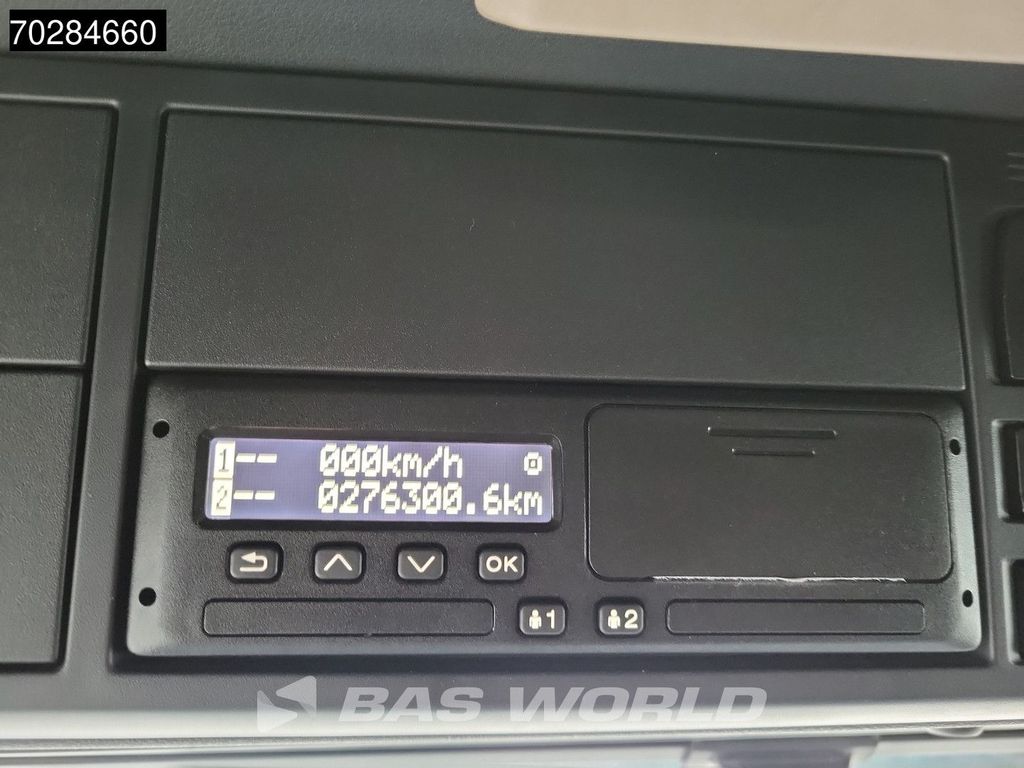 70284660
1-- 000km/h
2-- 0276300.6km
OK
1 2
BAS WORLD